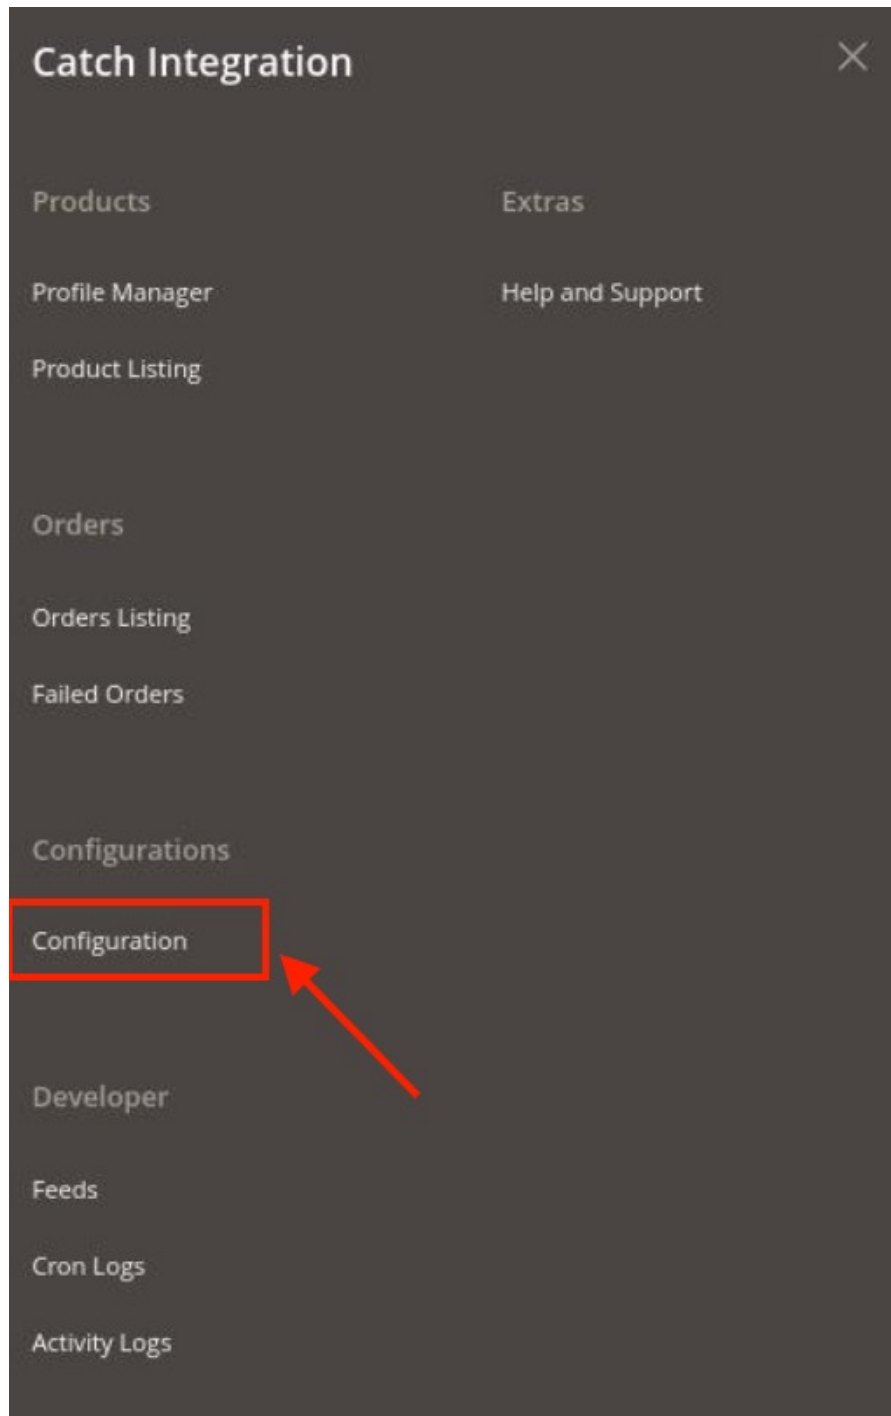 Catch Integration
Products
Profile Manager
Product Listing
Orders
Orders Listing
Failed Orders
Configurations
Configuration
Developer
Feeds
Cron Logs
Activity Logs
Extras
Help and Support